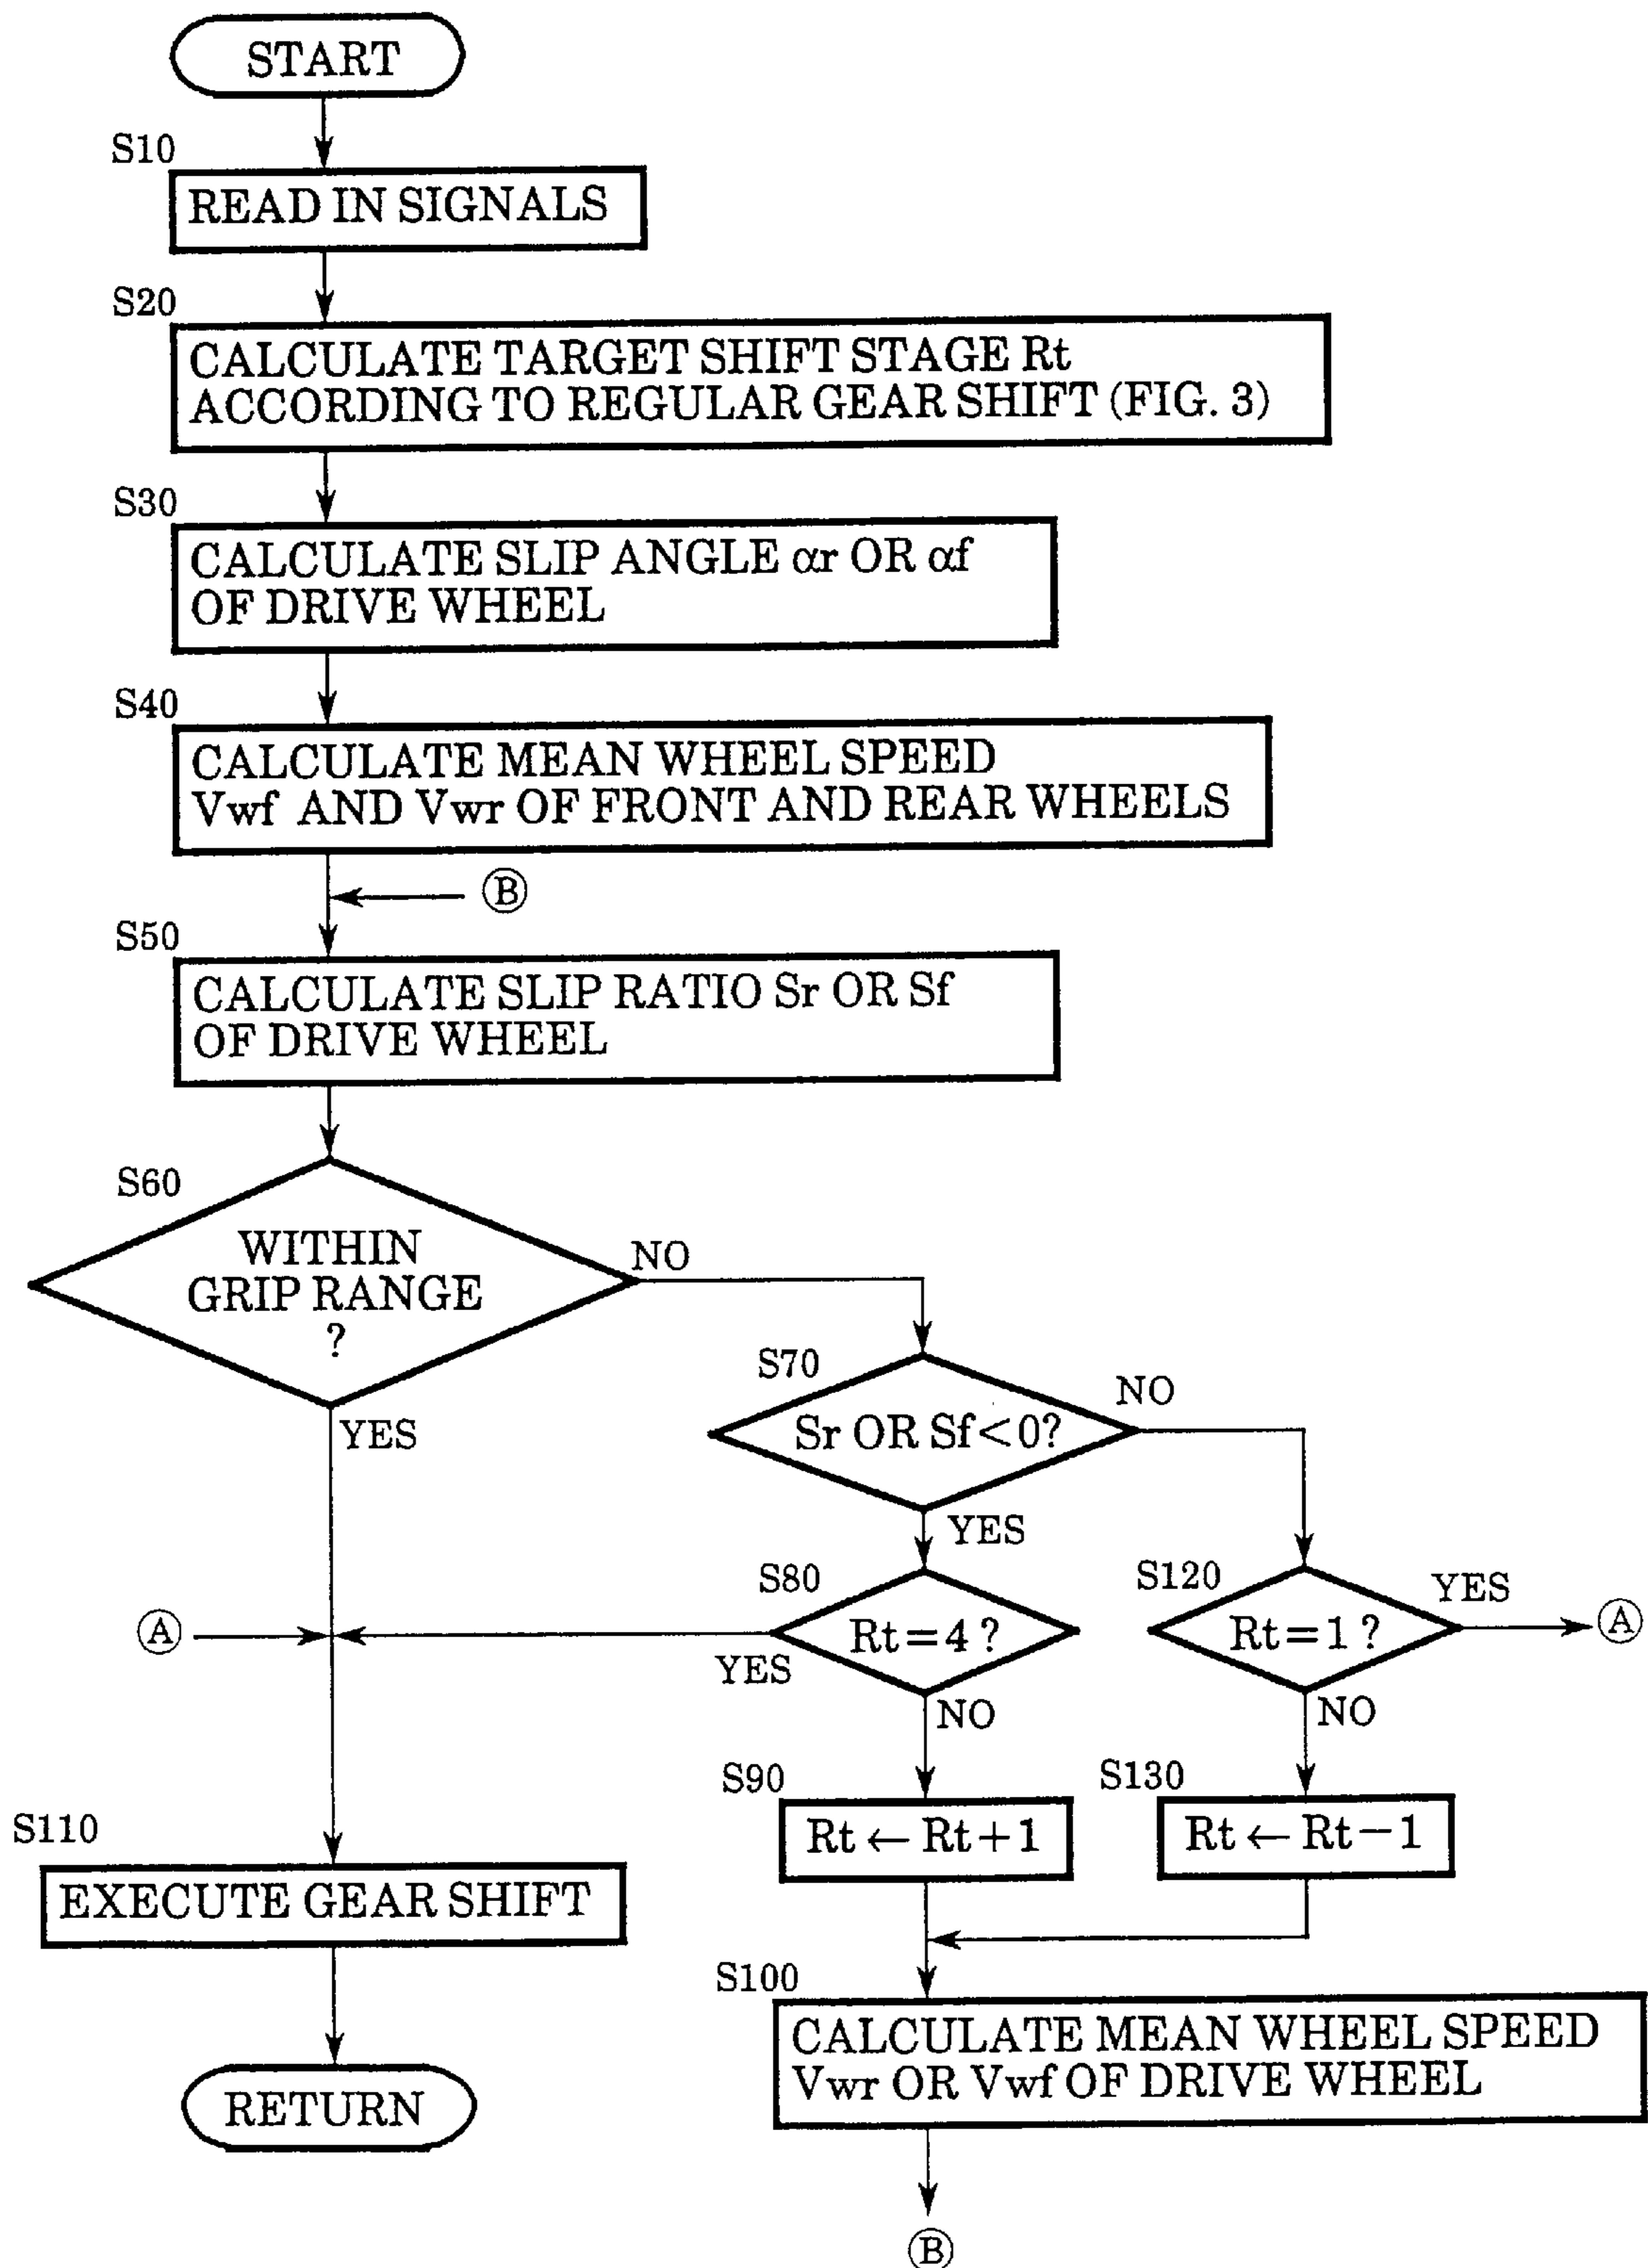 START
S10
READ IN SIGNALS
S20
CALCULATE TARGET SHIFT STAGE Rt
ACCORDING TO REGULAR GEAR SHIFT (FIG. 3)
S30
CALCULATE SLIP ANGLE αr OR αf
OF DRIVE WHEEL
S40
CALCULATE MEAN WHEEL SPEED
Vwf AND Vwr OF FRONT AND REAR WHEELS
B
S50
CALCULATE SLIP RATIO Sr OR Sf
OF DRIVE WHEEL
S60
WITHIN
GRIP RANGE
?
NO
YES
S70
Sr OR Sf<0?
NO
YES
S80
Rt=4 ?
YES
NO
S120
Rt=1 ?
YES
A
NO
A
S90
Rt ← Rt+1
S130
Rt ← Rt−1
S110
EXECUTE GEAR SHIFT
S100
CALCULATE MEAN WHEEL SPEED
Vwr OR Vwf OF DRIVE WHEEL
RETURN
B